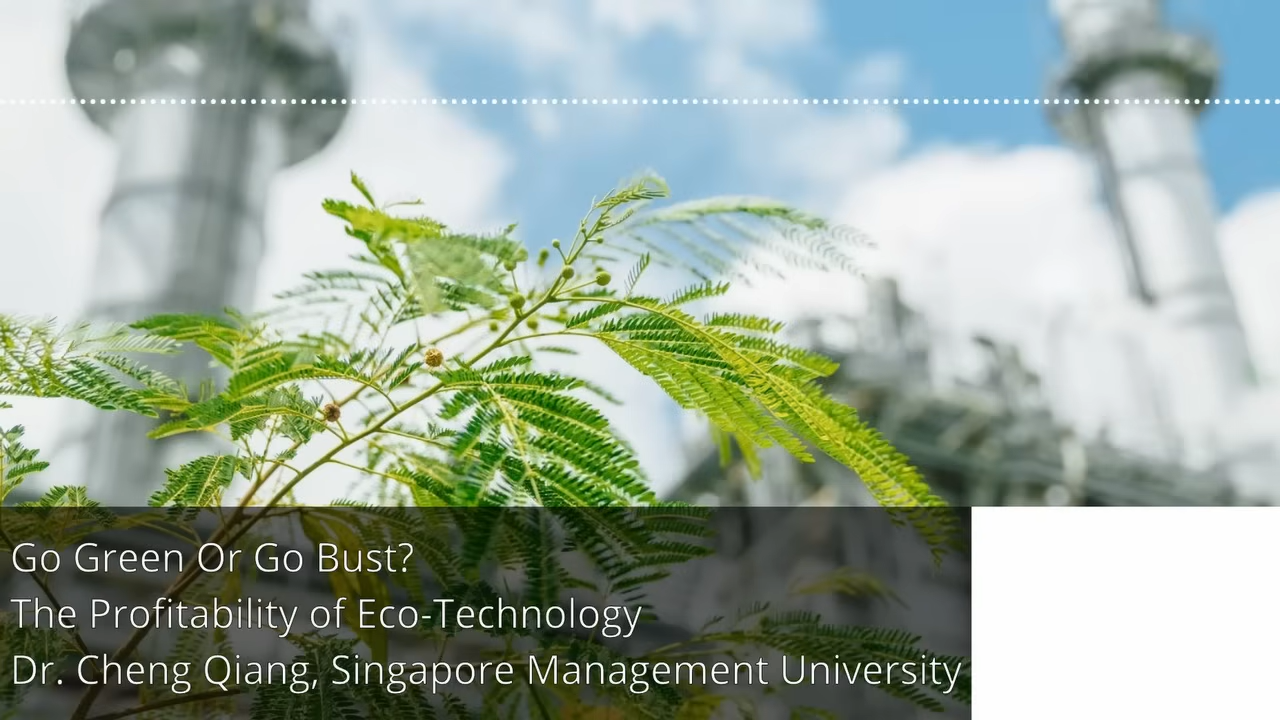 Go Green Or Go Bust?
The Profitability of Eco-Technology
Dr. Cheng Qiang, Singapore Management University